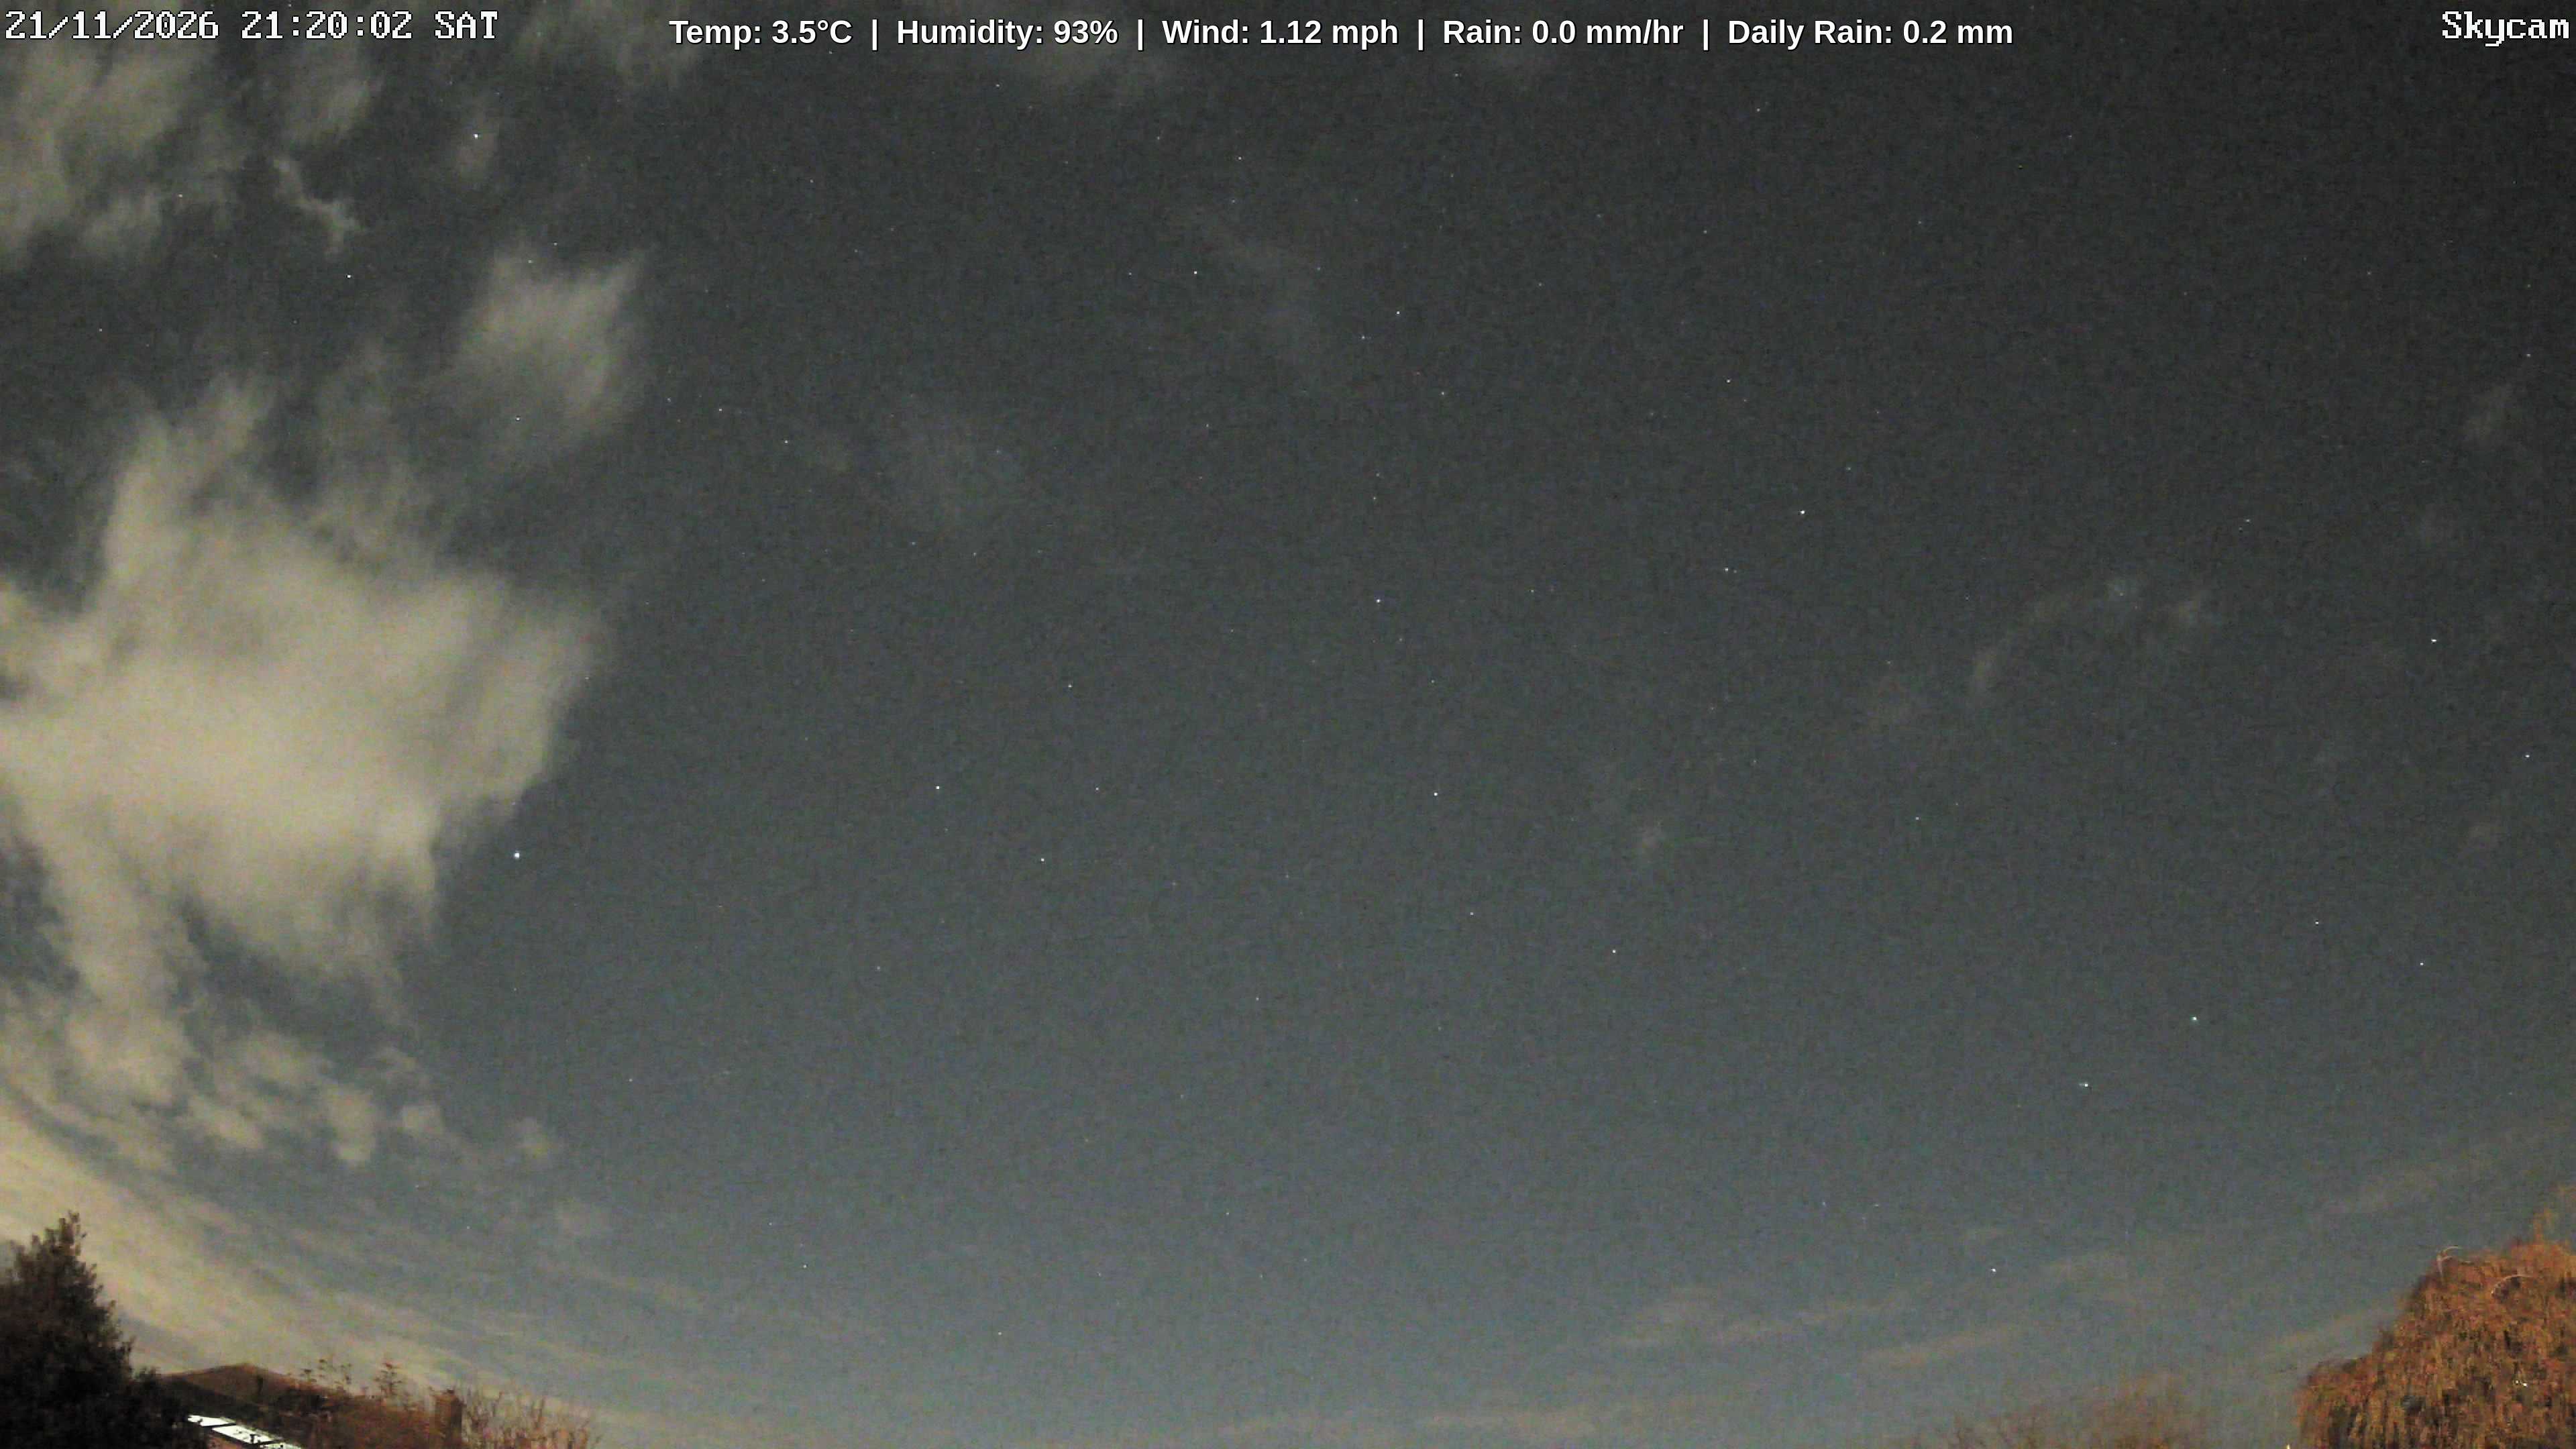 21/11/2026 21:20:02 SAT
Temp: 3.5°C | Humidity: 93% | Wind: 1.12 mph | Rain: 0.0 mm/hr | Daily Rain: 0.2 mm
Skycam